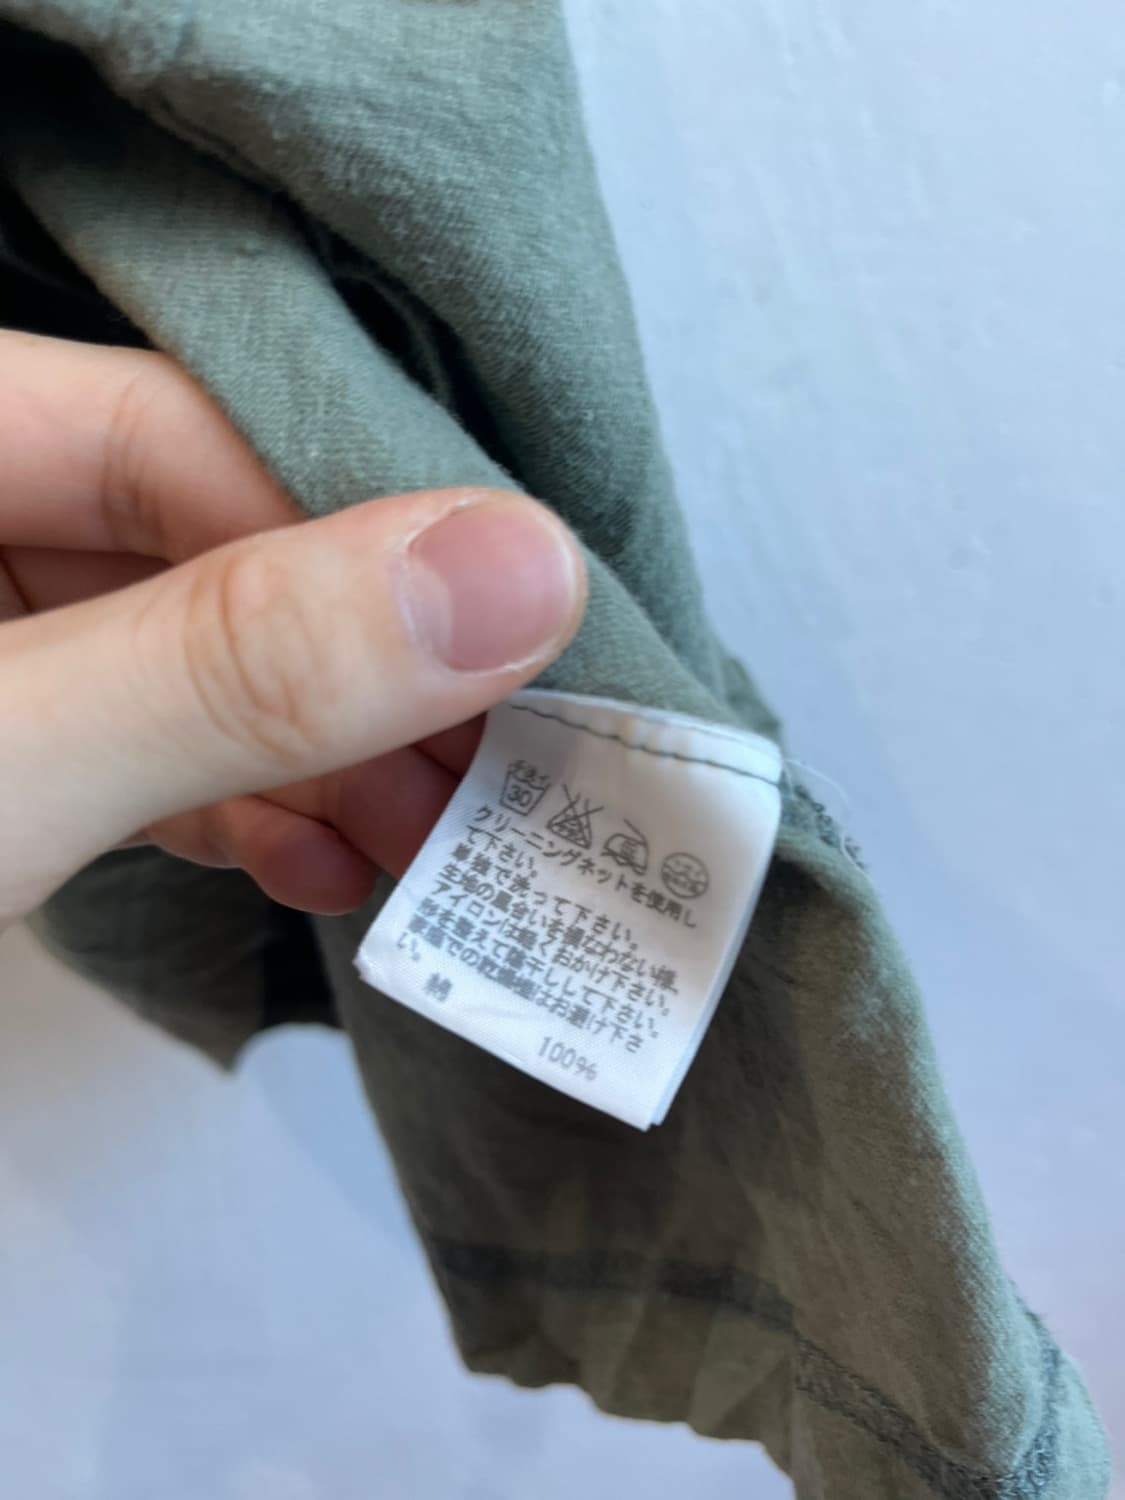 手洗イ
30
クリーニングネットを使用し
て下さい。
単独で洗って下さい。
生地の風合いを損なわない様、
アイロンは軽くおかけ下さい。
形を整えて陰干しして下さい。
での乾燥はお避け下さ
い。
綿
100%